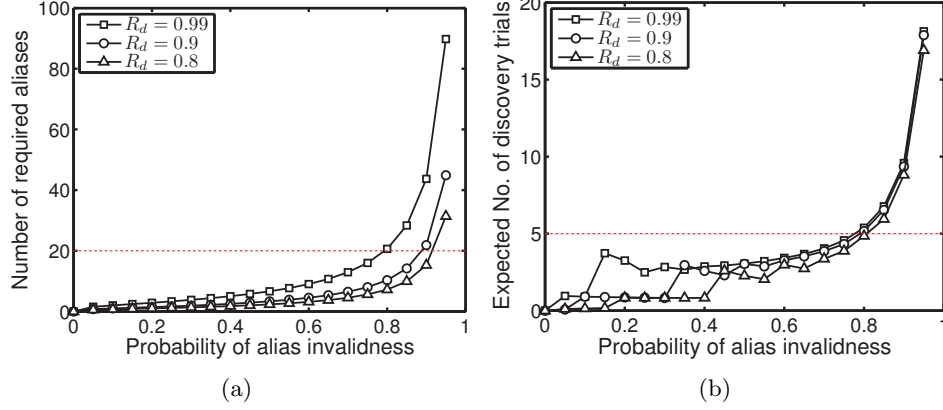 Number of required aliases
100
80
60
40
20
0
0
0.2
0.4
0.6
0.8
1
Probability of alias invalidness
R_d = 0.99
R_d = 0.9
R_d = 0.8
(a)
Expected No. of discovery trials
20
15
10
5
0
0
0.2
0.4
0.6
0.8
1
Probability of alias invalidness
R_d = 0.99
R_d = 0.9
R_d = 0.8
(b)